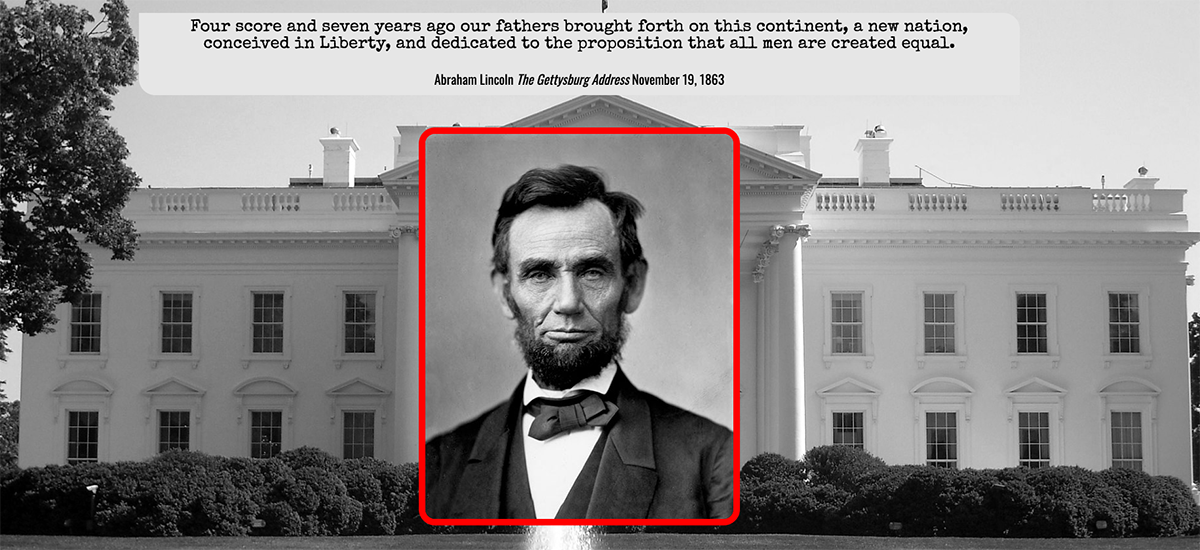 Four score and seven years ago our fathers brought forth on this continent, a new nation,
conceived in Liberty, and dedicated to the proposition that all men are created equal.
Abraham Lincoln The Gettysburg Address November 19, 1863